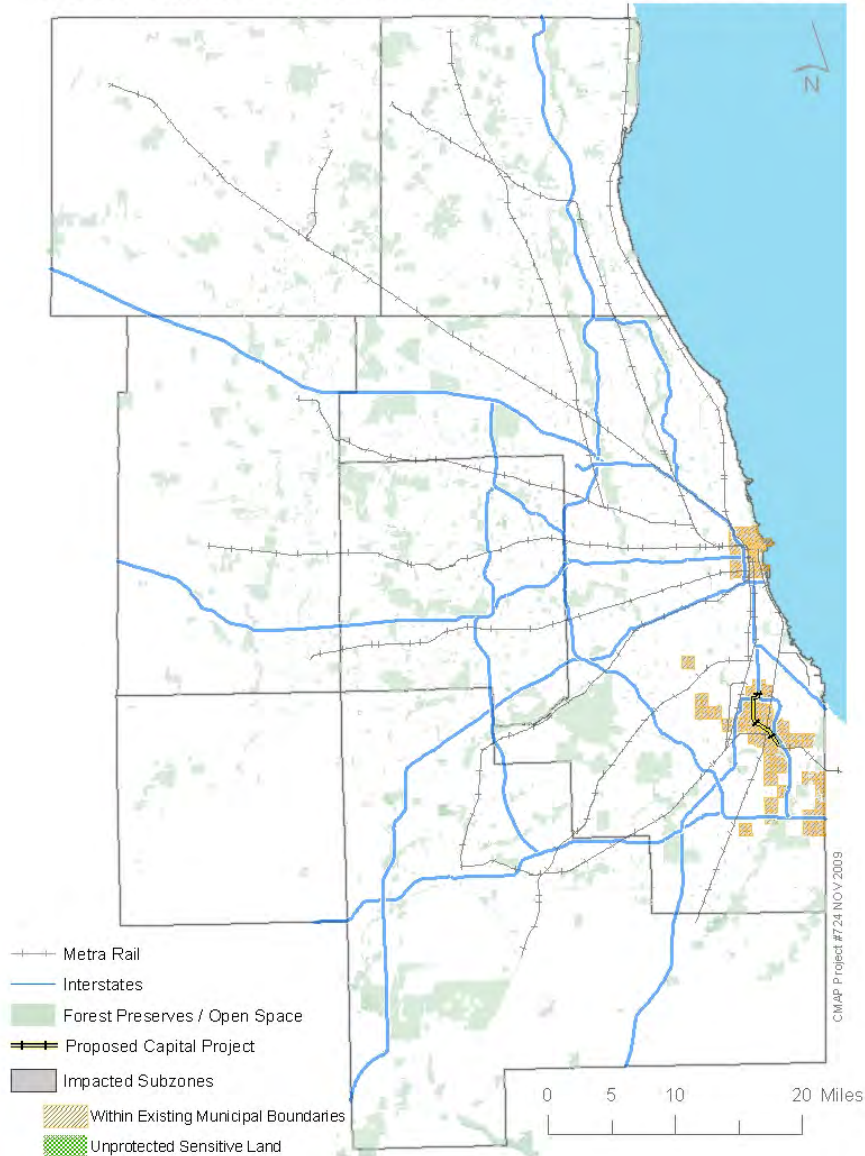 N
CMAP Project #724 NOV 2009
Metra Rail
Interstates
Forest Preserves / Open Space
Proposed Capital Project
Impacted Subzones
Within Existing Municipal Boundaries
Unprotected Sensitive Land
0 5 10 20 Miles